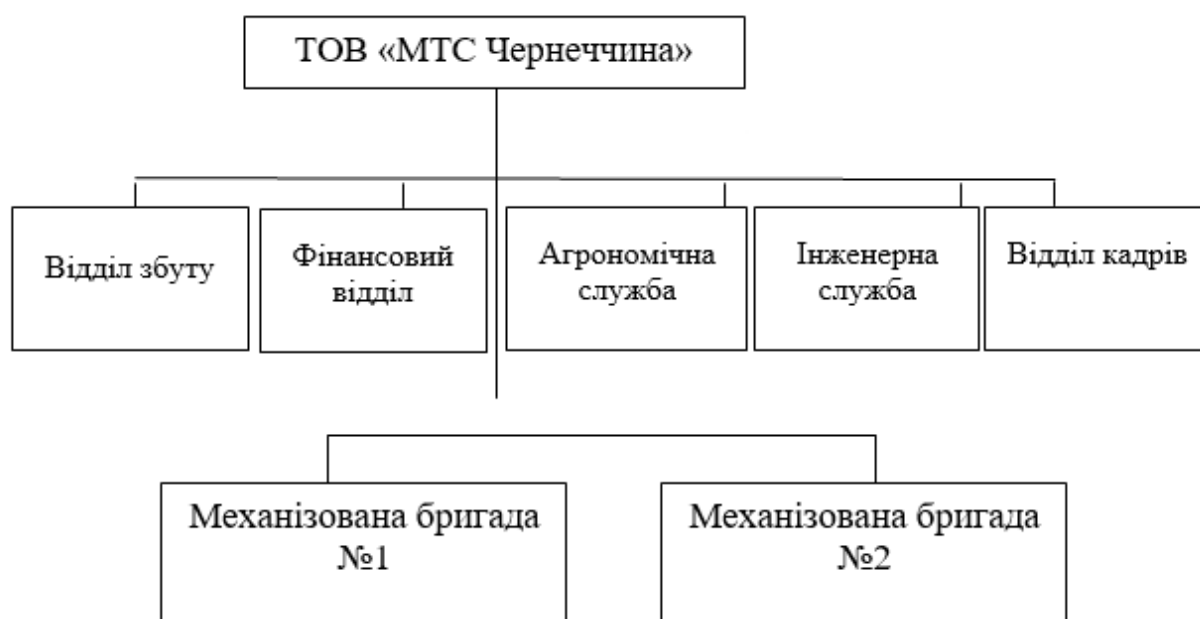 ТОВ «МТС Чернеччина»
Відділ збуту
Фінансовий
відділ
Агрономічна
служба
Інженерна
служба
Відділ кадрів
Механізована бригада
№1
Механізована бригада
№2